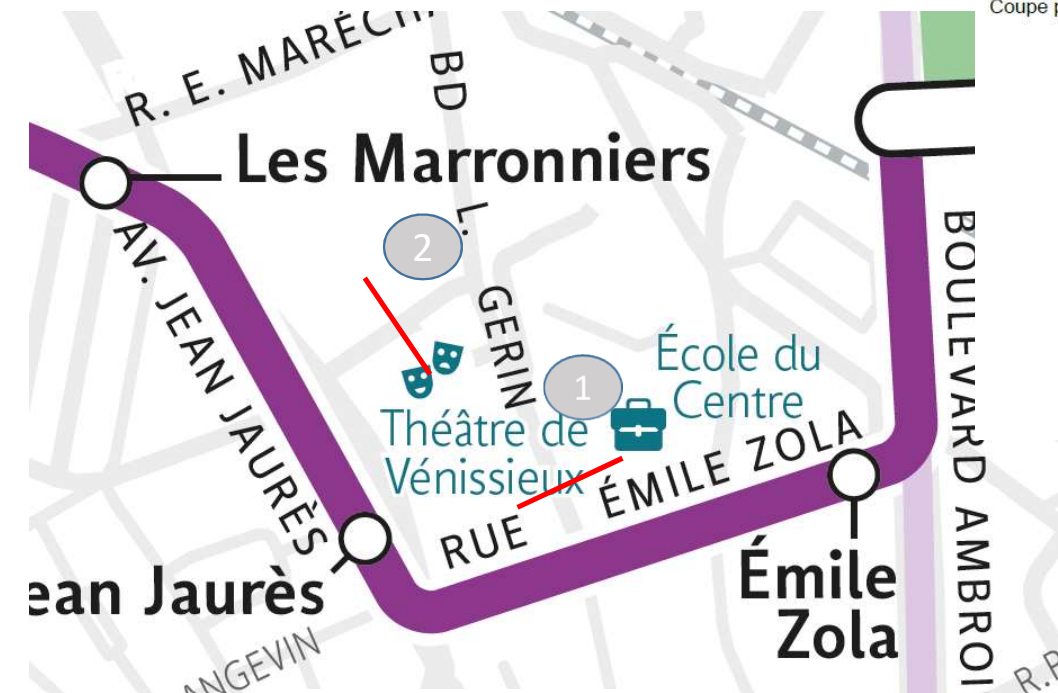 Coupe p
R. E. MARÉCH
BD L. GERIN
Les Marronniers
2
AV. JEAN JAURÈS
1
École du
Centre
Théâtre de
Vénissieux
RUE ÉMILE ZOLA
BOULEVARD AMBROI
ean Jaurès
Émile
Zola
ANGEVIN
R.P